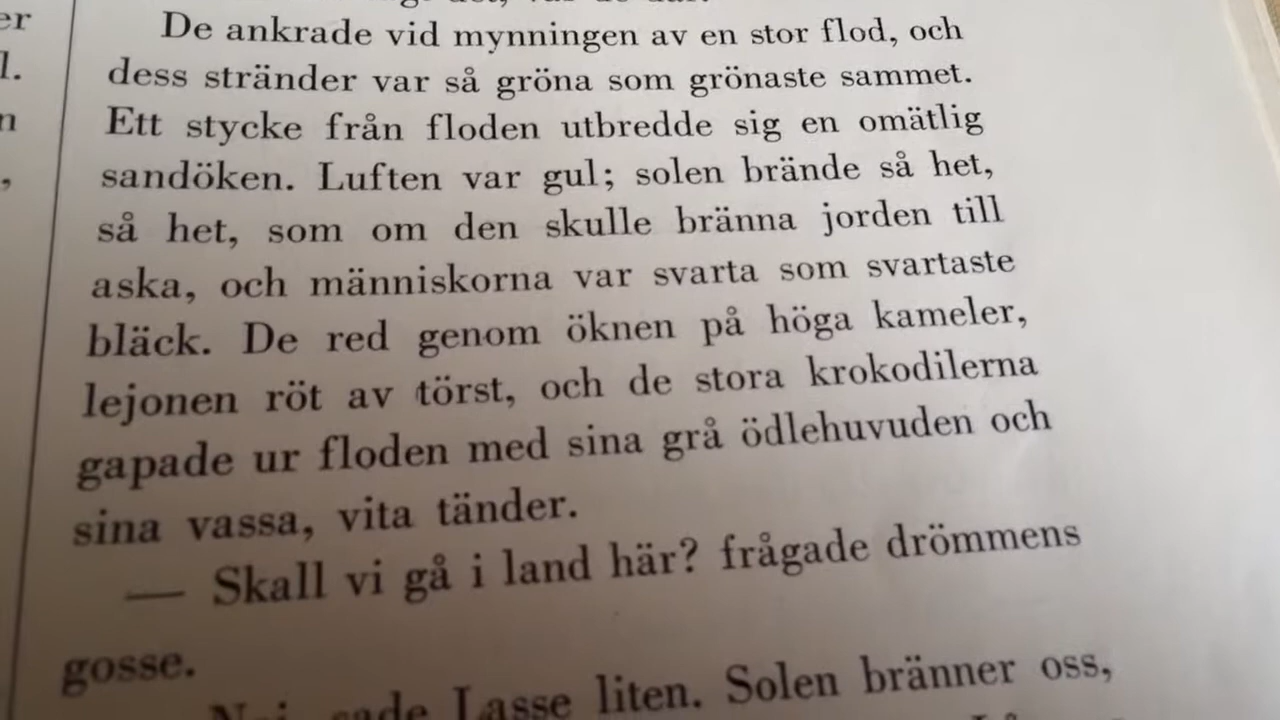 De ankrade vid mynningen av en stor flod, och
dess stränder var så gröna som grönaste sammet.
Ett stycke från floden utbredde sig en omätlig
sandöken. Luften var gul; solen brände så het,
så het, som om den skulle bränna jorden till
aska, och människorna var svarta som svartaste
bläck. De red genom öknen på höga kameler,
lejonen röt av törst, och de stora krokodilerna
gapade ur floden med sina grå ödlehuvuden och
sina vassa, vita tänder.
— Skall vi gå i land här? frågade drömmens
gosse.
Nej, sade Lasse liten. Solen bränner oss,